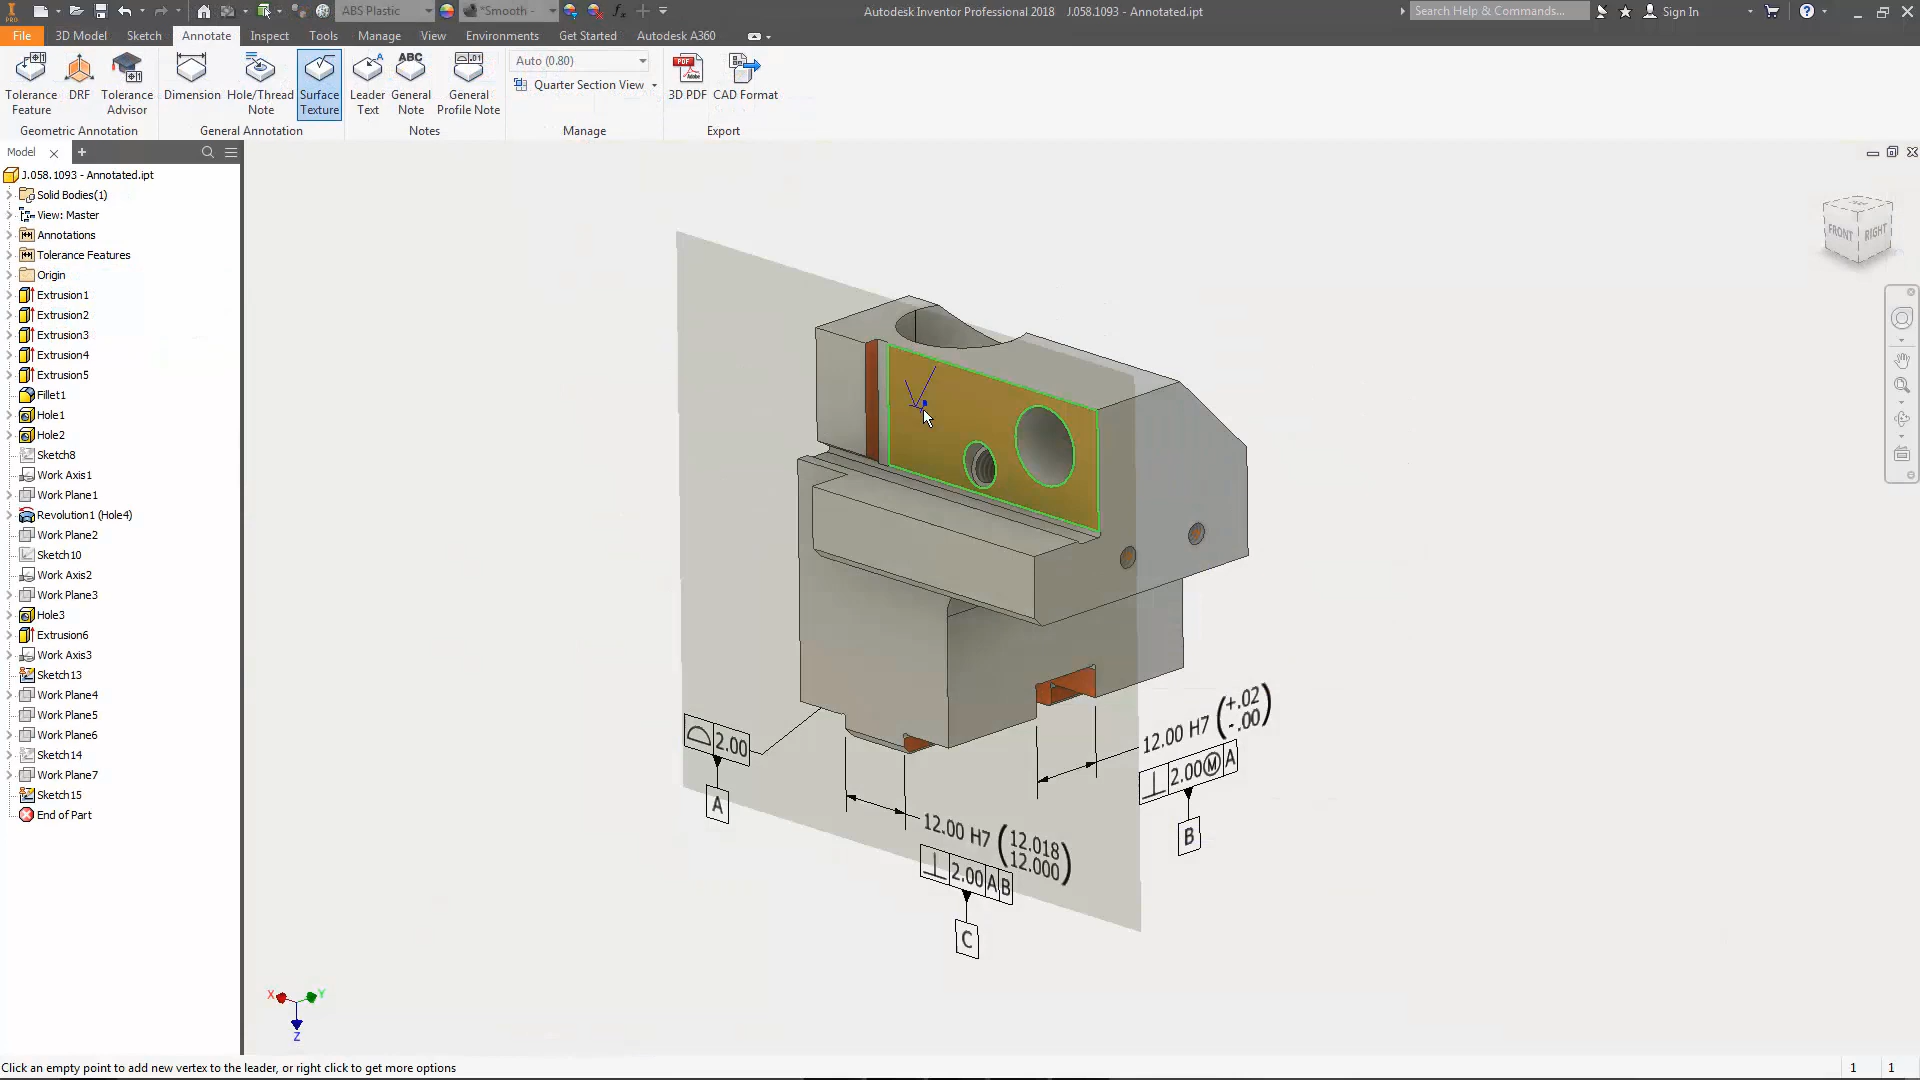 PRO
ABS Plastic
*Smooth -
fx
Autodesk Inventor Professional 2018 J.058.1093 - Annotated.ipt
Search Help & Commands...
Sign In
File 3D Model Sketch Annotate Inspect Tools Manage View Environments Get Started Autodesk A360
Tolerance Feature
DRF
Tolerance Advisor
Geometric Annotation
Dimension
Hole/Thread Note
Surface Texture
General Annotation
Leader Text
ABC
General Note
General Profile Note
Notes
Auto (0.80)
Quarter Section View
Manage
PDF
3D PDF
CAD Format
Export
Model
J.058.1093 - Annotated.ipt
Solid Bodies(1)
View: Master
Annotations
Tolerance Features
Origin
Extrusion1
Extrusion2
Extrusion3
Extrusion4
Extrusion5
Fillet1
Hole1
Hole2
Sketch8
Work Axis1
Work Plane1
Revolution1 (Hole4)
Work Plane2
Sketch10
Work Axis2
Work Plane3
Hole3
Extrusion6
Work Axis3
Sketch13
Work Plane4
Work Plane5
Work Plane6
Sketch14
Work Plane7
Sketch15
End of Part
FRONT
RIGHT
2.00
A
12.00 H7 (+.02 -.00)
⊥ 2.00 Ⓜ A
B
12.00 H7 (12.018 12.000)
⊥ 2.00 A B
C
X
Y
Z
Click an empty point to add new vertex to the leader, or right click to get more options
1 1